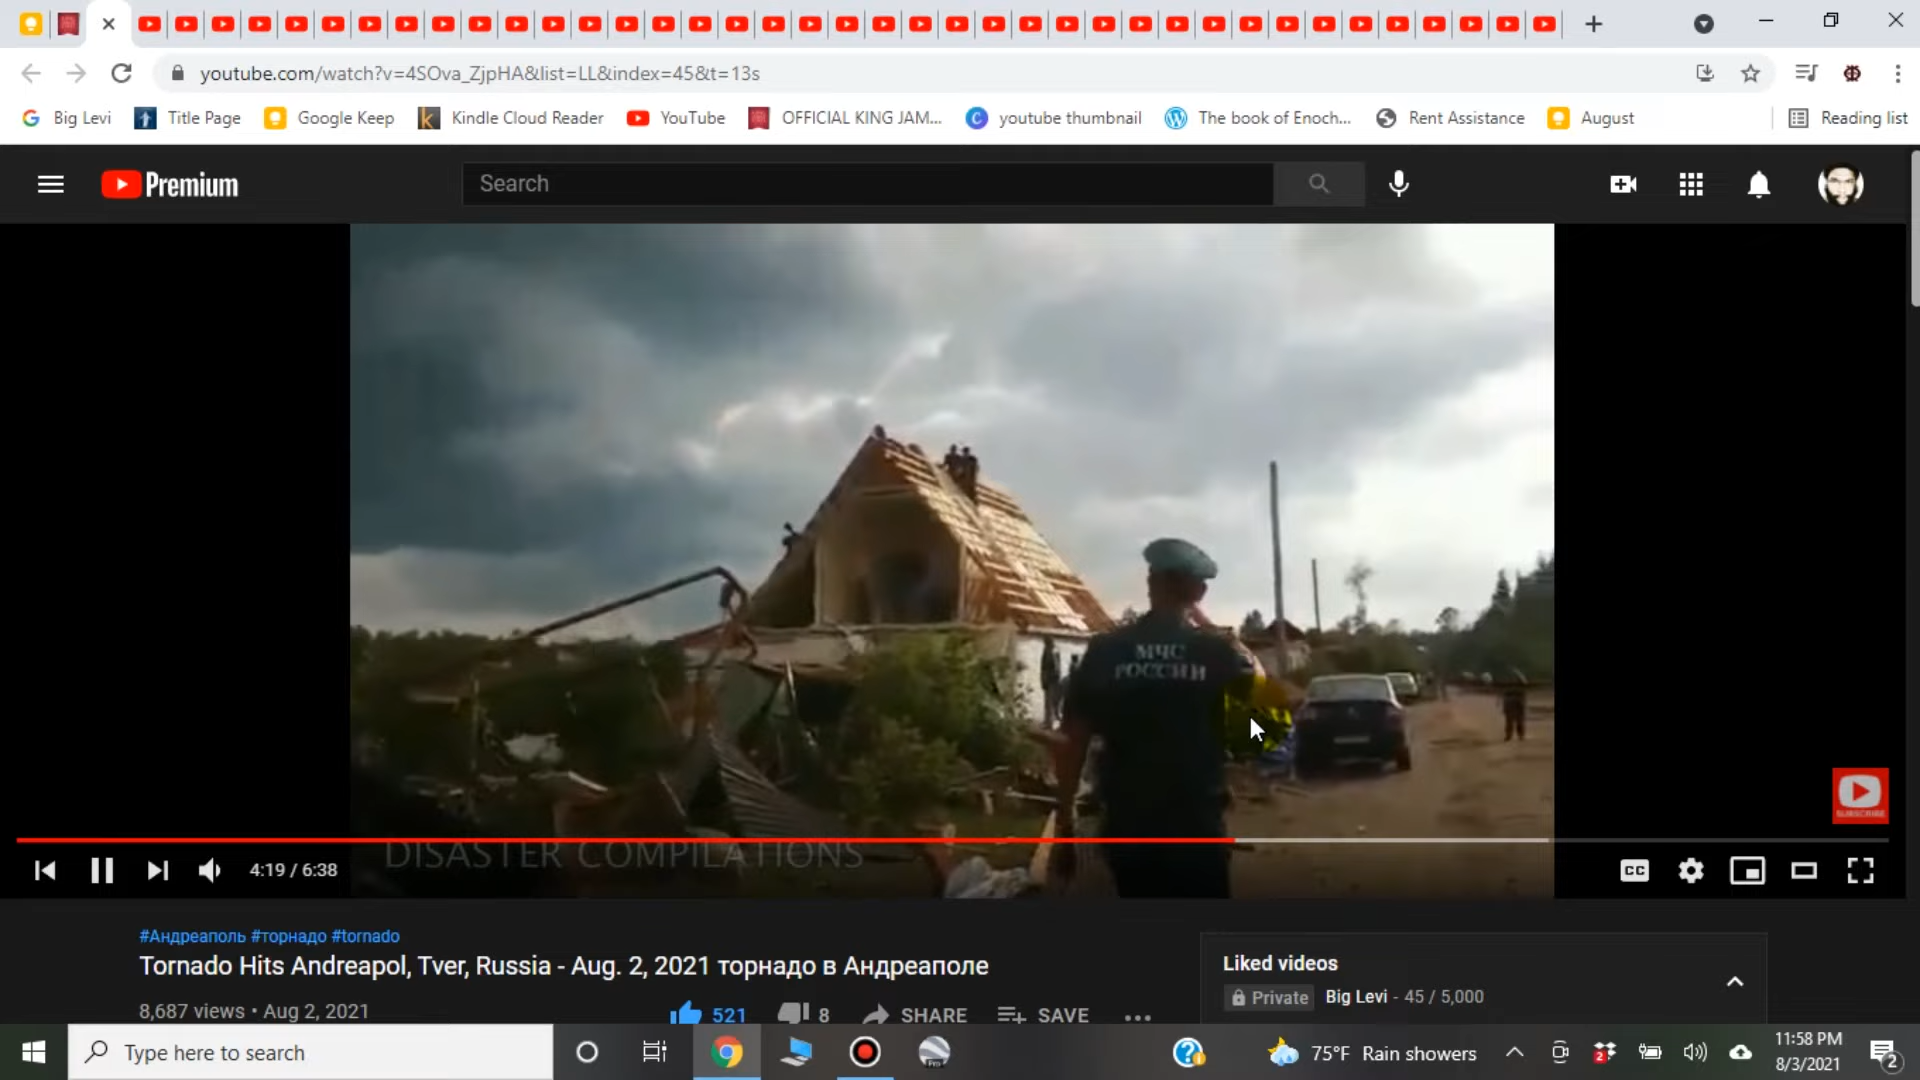 youtube.com/watch?v=4SOva_ZjpHA&list=LL&index=45&t=13s
Big Levi Title Page Google Keep Kindle Cloud Reader YouTube OFFICIAL KING JAM... youtube thumbnail The book of Enoch... Rent Assistance August Reading list
Premium Search
МЧС
РОССИИ
SUBSCRIBE
DISASTER COMPILATIONS
4:19 / 6:38 CC
#Андреаполь #торнадо #tornado
Tornado Hits Andreapol, Tver, Russia - Aug. 2, 2021 торнадо в Андреаполе
8,687 views • Aug 2, 2021 521 8 SHARE SAVE
Liked videos
Private Big Levi - 45 / 5,000
Type here to search 75°F Rain showers 11:58 PM
8/3/2021 2